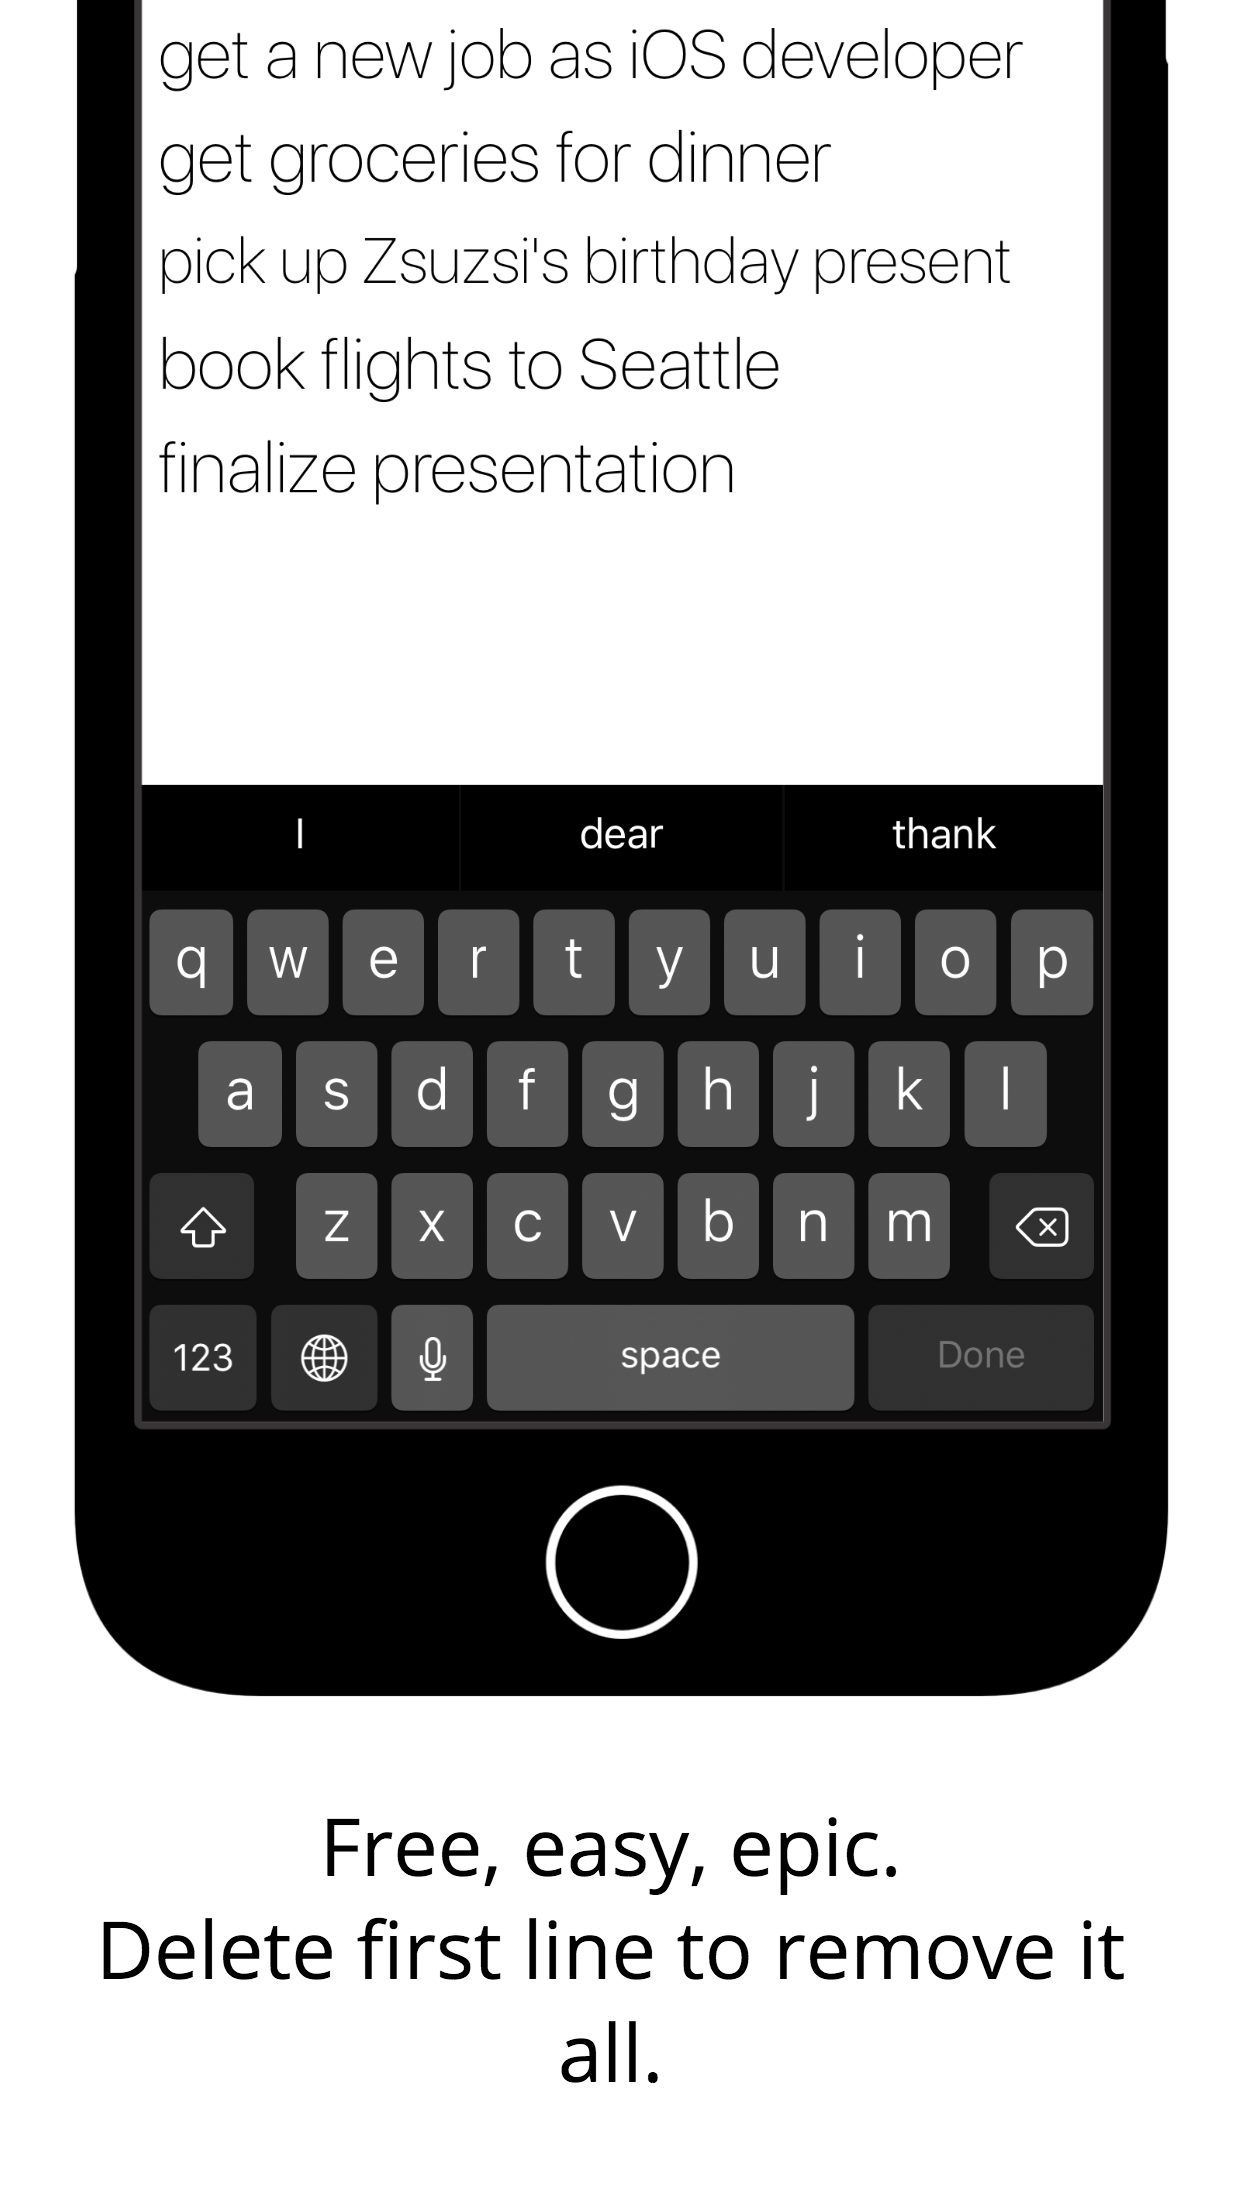 get a new job as iOS developer
get groceries for dinner
pick up Zsuzsi's birthday present
book flights to Seattle
finalize presentation
I dear thank
q w e r t y u i o p
a s d f g h j k l
z x c v b n m
123 space Done
Free, easy, epic.
Delete first line to remove it
all.